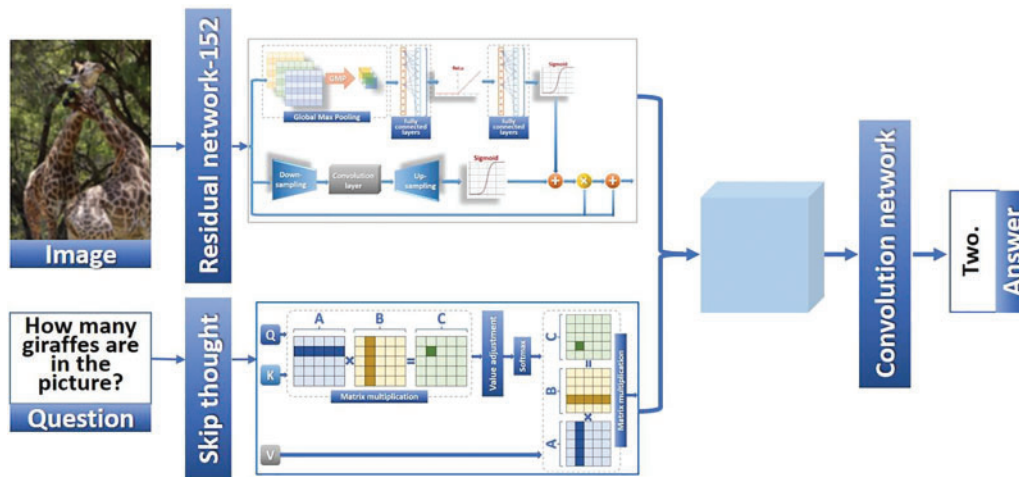 Image
Residual network-152
GMP
Global Max Pooling
Fully
connected
layers
ReLu
Fully
connected
layers
Sigmoid
Down-
sampling
Convolution
layer
Up-
sampling
Sigmoid
+
×
+
How many
giraffes are
in the
picture?
Question
Skip thought
Q
K
V
A
B
C
×
=
Matrix multiplication
Value adjustment
Softmax
C
=
B
×
A
Matrix multiplication
Convolution network
Two.
Answer